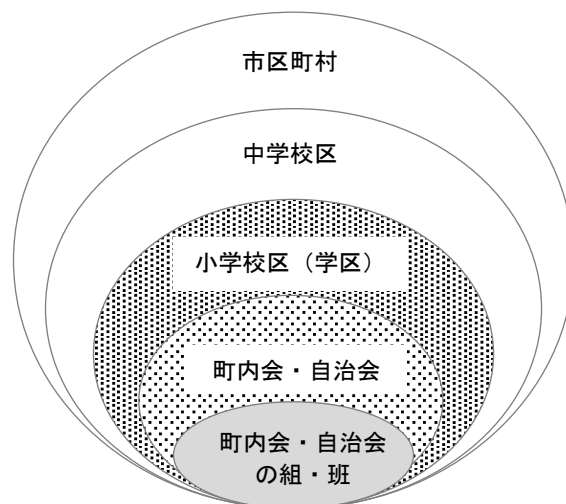 市区町村
中学校区
小学校区（学区）
町内会・自治会
町内会・自治会
の組・班